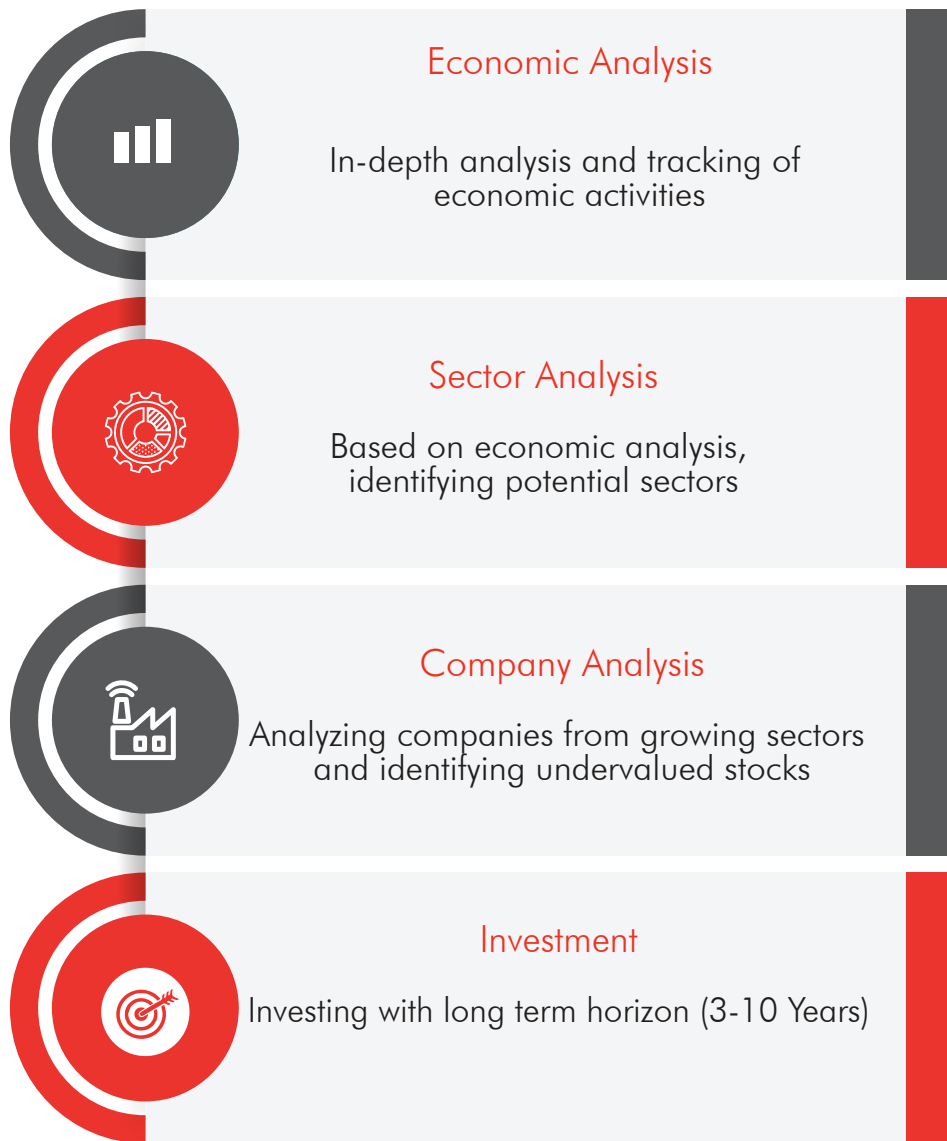 Economic Analysis
In-depth analysis and tracking of
economic activities
Sector Analysis
Based on economic analysis,
identifying potential sectors
Company Analysis
Analyzing companies from growing sectors
and identifying undervalued stocks
Investment
Investing with long term horizon (3-10 Years)